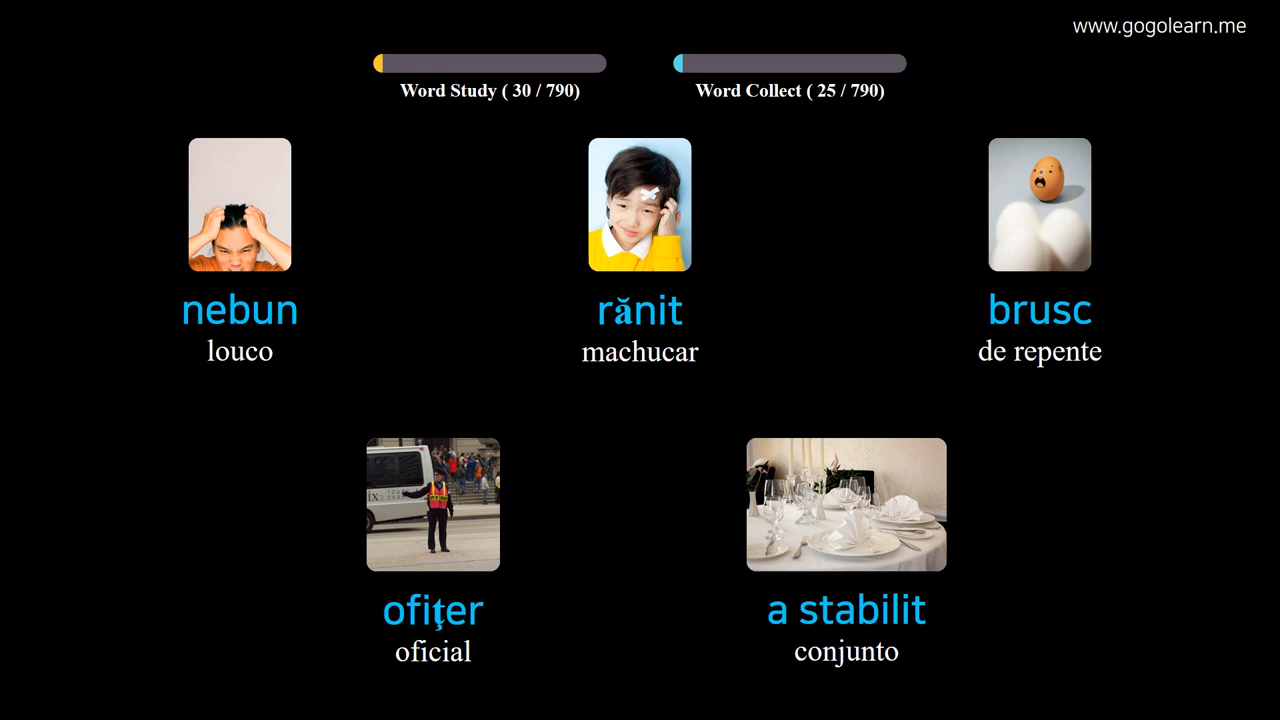 www.gogolearn.me
Word Study ( 30 / 790)
Word Collect ( 25 / 790)
nebun
louco
rănit
machucar
brusc
de repente
ofiţer
oficial
a stabilit
conjunto